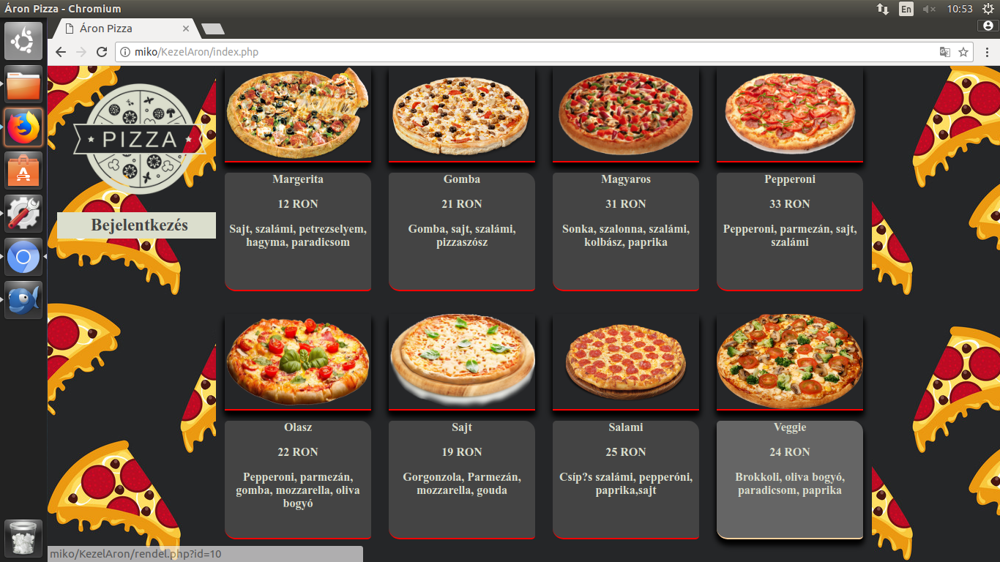 Áron Pizza - Chromium
En
10:53
Áron Pizza
miko/KezelAron/index.php
PIZZA
Bejelentkezés
Margerita
12 RON
Sajt, szalámi, petrezselyem,
hagyma, paradicsom
Gomba
21 RON
Gomba, sajt, szalámi,
pizzaszósz
Magyaros
31 RON
Sonka, szalonna, szalámi,
kolbász, paprika
Pepperoni
33 RON
Pepperoni, parmezán, sajt,
szalámi
Olasz
22 RON
Pepperoni, parmezán,
gomba, mozzarella, oliva
bogyó
Sajt
19 RON
Gorgonzola, Parmezán,
mozzarella, gouda
Salami
25 RON
Csíp?s szalámi, pepperóni,
paprika,sajt
Veggie
24 RON
Brokkoli, oliva bogyó,
paradicsom, paprika
miko/KezelAron/rendel.php?id=10